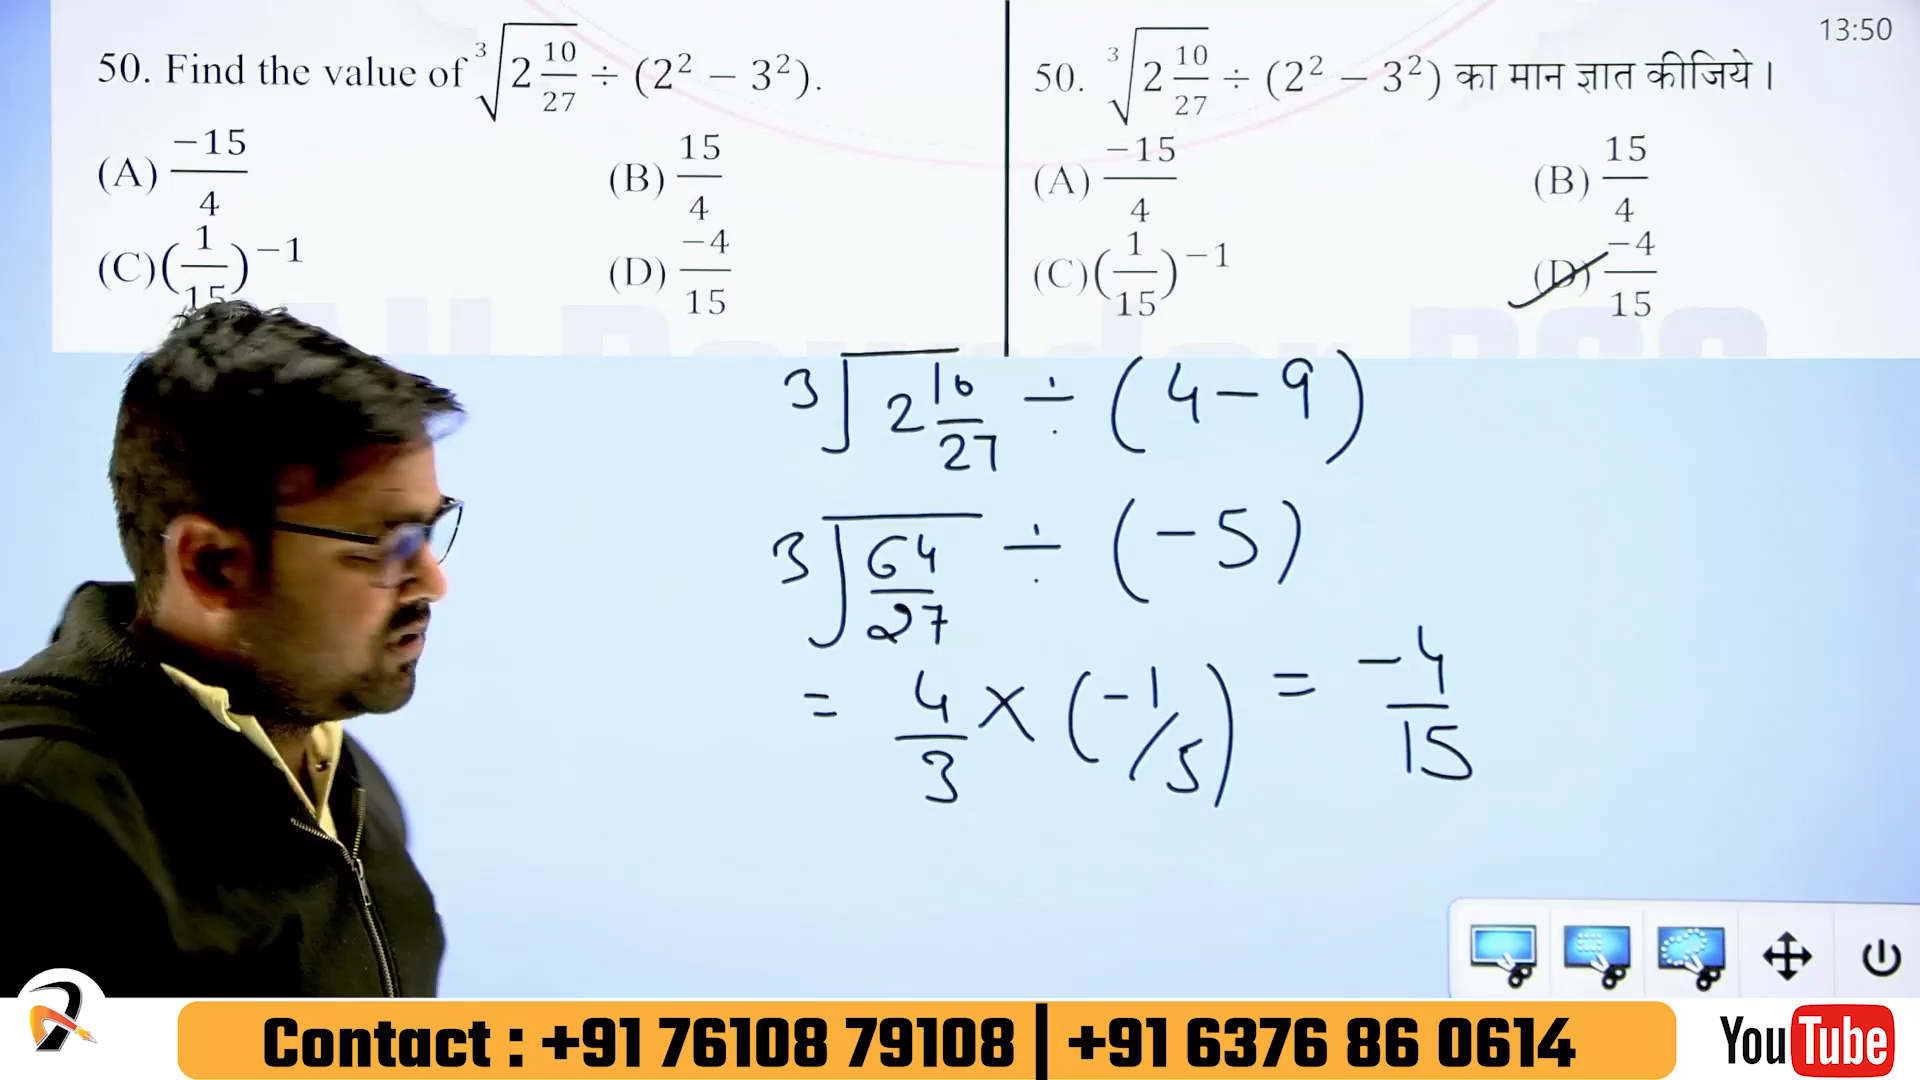 13:50
50. Find the value of ∛(2 10/27) ÷ (2² − 3²).
(A) −15/4
(B) 15/4
(C) (1/15)⁻¹
(D) −4/15
50. ∛(2 10/27) ÷ (2² − 3²) का मान ज्ञात कीजिये।
(A) −15/4
(B) 15/4
(C) (1/15)⁻¹
(D) −4/15
∛(2 10/27) ÷ (4 − 9)
∛(64/27) ÷ (−5)
= 4/3 × (−1/5) = −4/15
Contact : +91 76108 79108 | +91 6376 86 0614
YouTube